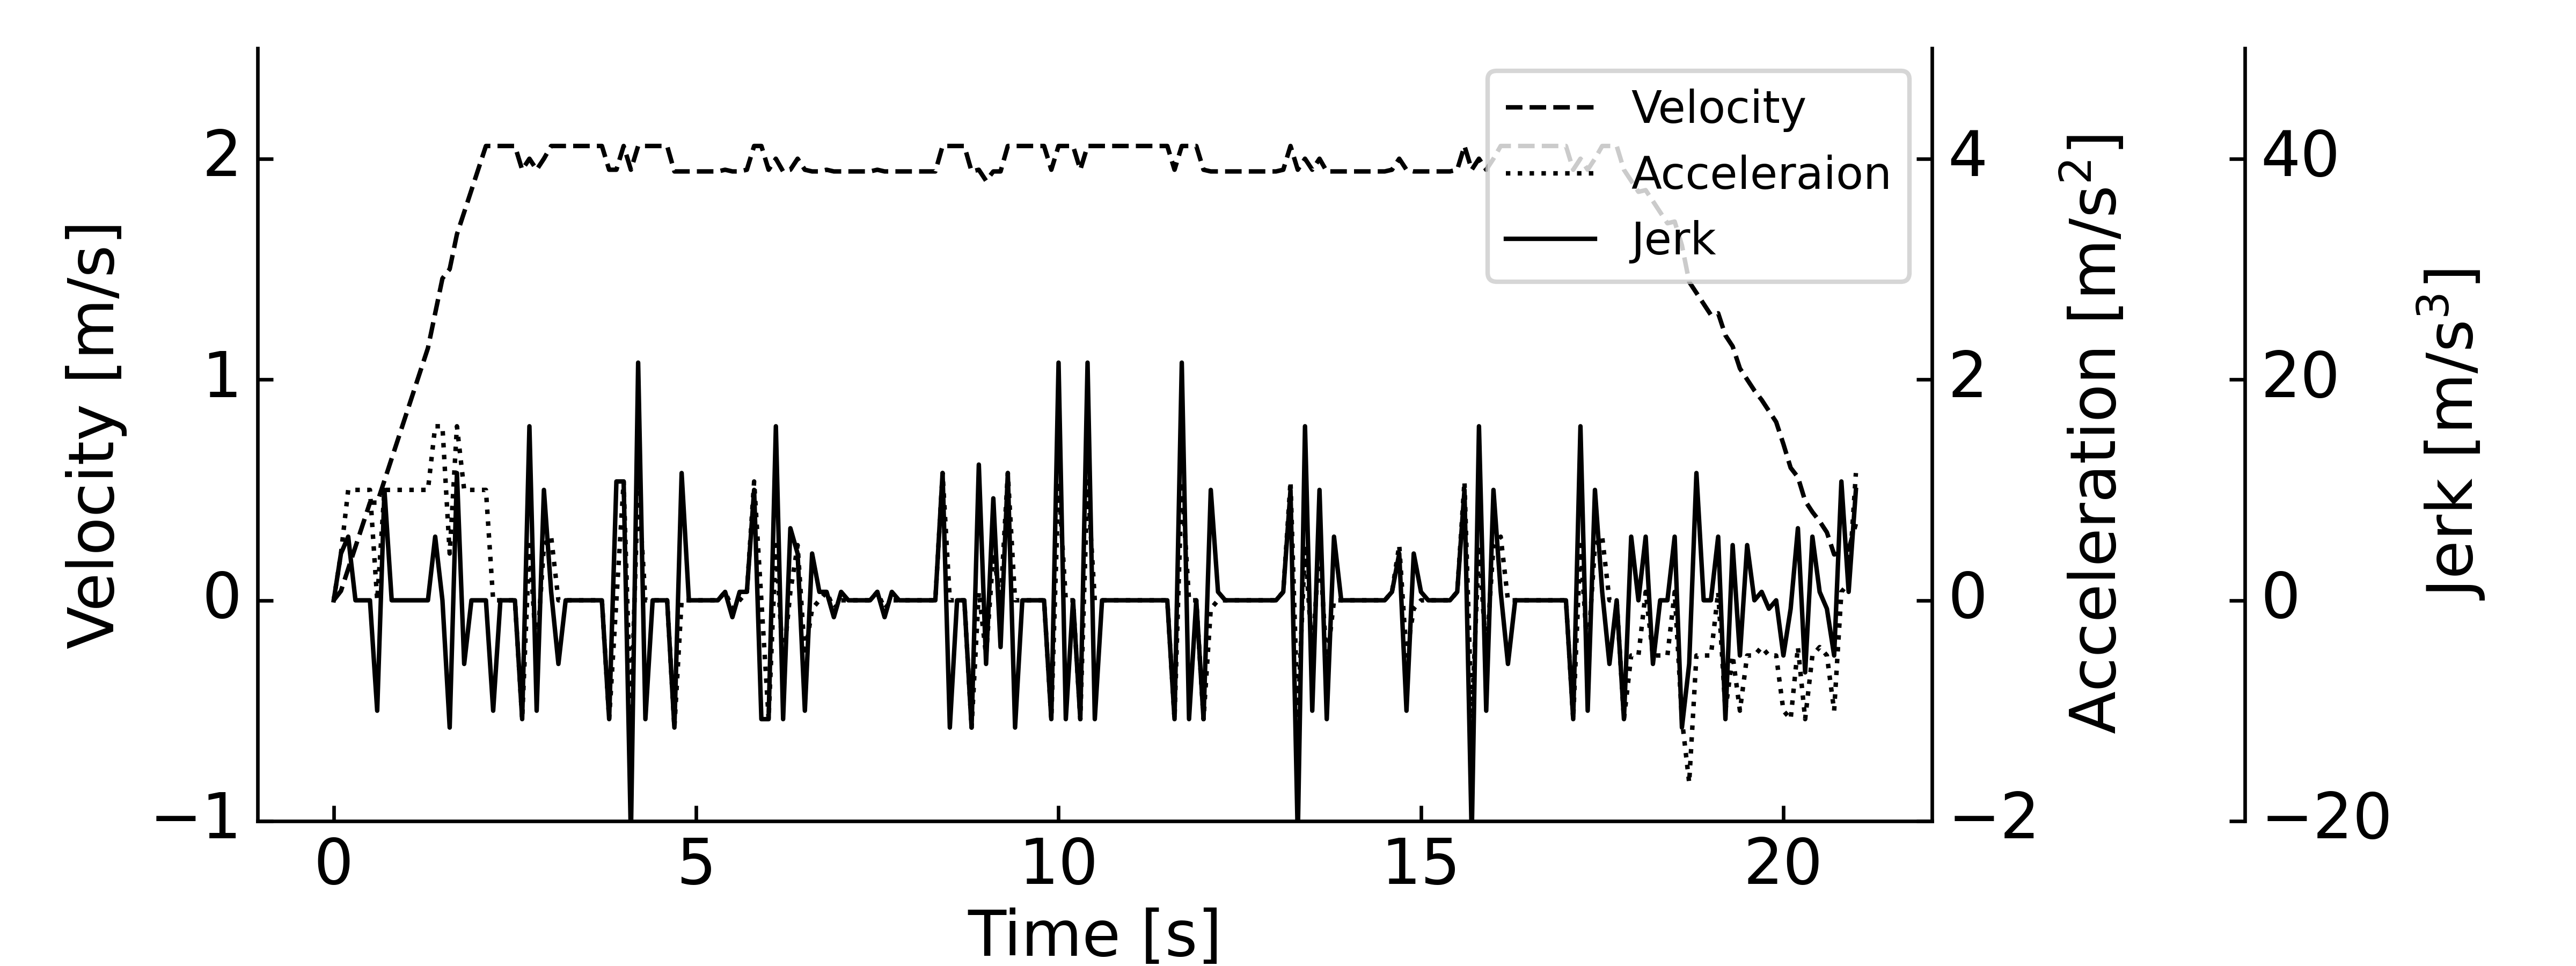 Velocity [m/s]
2
1
0
−1
0 5 10 15 20
Time [s]
Velocity
Acceleraion
Jerk
4
2
0
−2
Acceleration [m/s²]
40
20
0
−20
Jerk [m/s³]